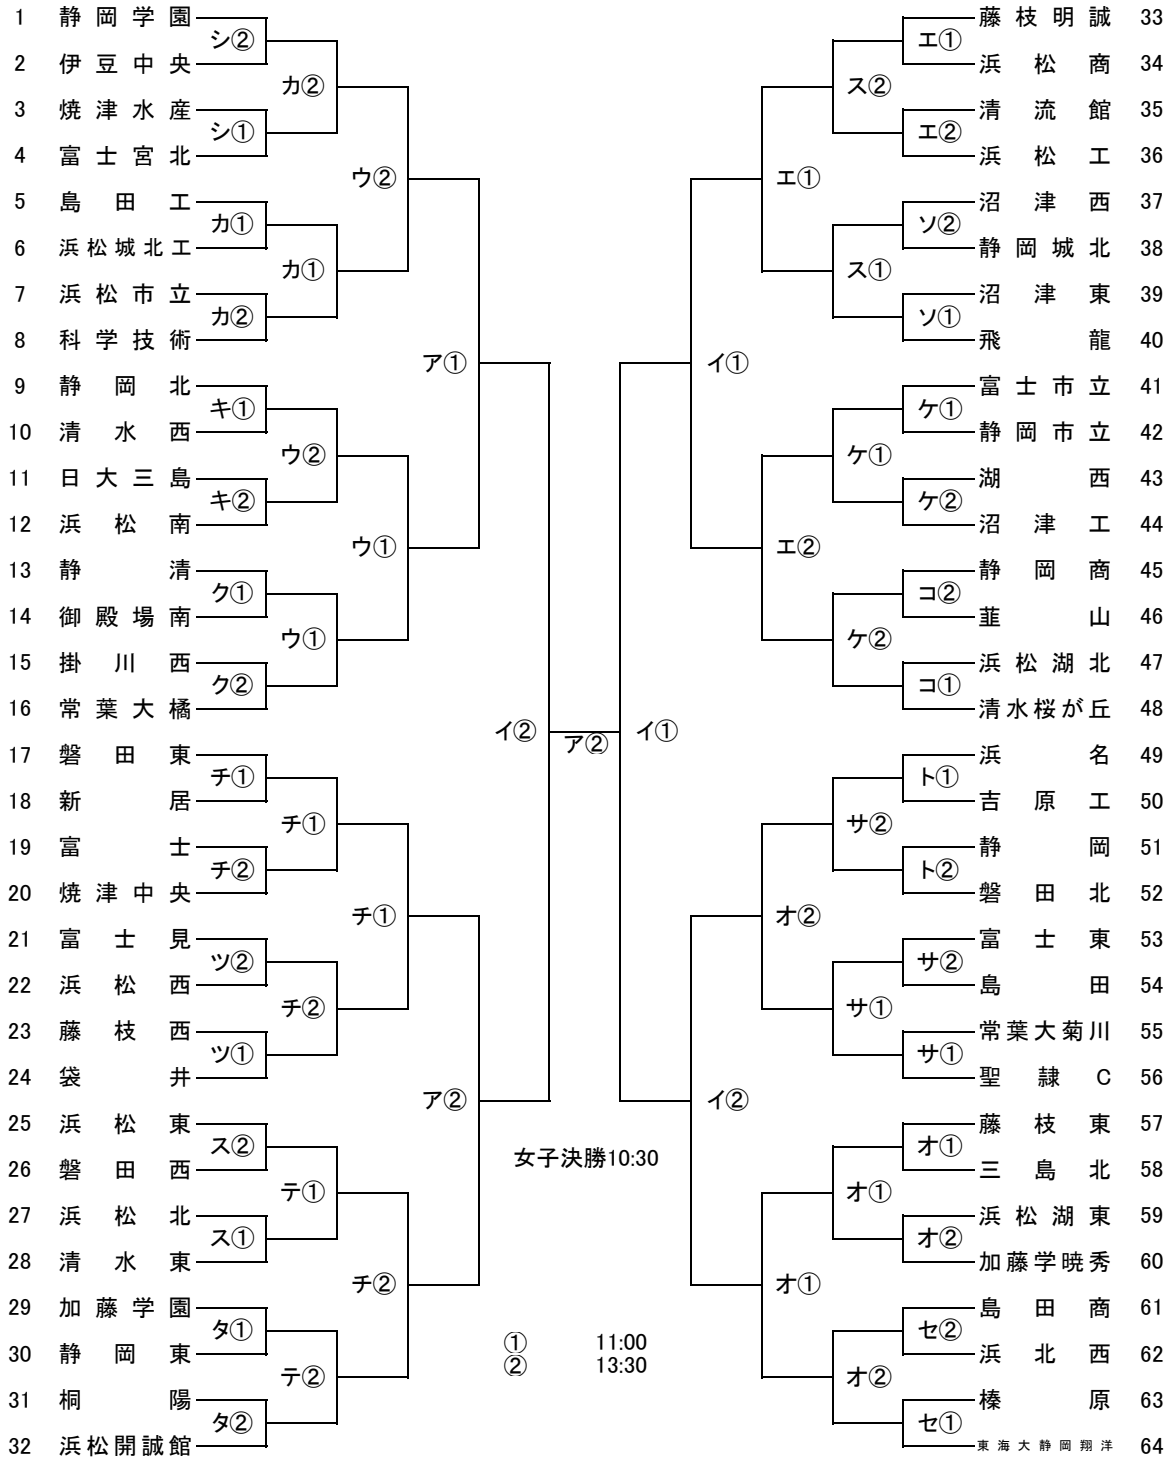 1 静岡学園
2 伊豆中央
3 焼津水産
4 富士宮北
5 島田工
6 浜松城北工
7 浜松市立
8 科学技術
9 静岡北
10 清水西
11 日大三島
12 浜松南
13 静清
14 御殿場南
15 掛川西
16 常葉大橘
17 磐田東
18 新居
19 富士
20 焼津中央
21 富士見
22 浜松西
23 藤枝西
24 袋井
25 浜松東
26 磐田西
27 浜松北
28 清水東
29 加藤学園
30 静岡東
31 桐陽
32 浜松開誠館
シ②
シ①
カ①
カ②
キ①
キ②
ク①
ク②
チ①
チ②
ツ②
ツ①
ス②
ス①
タ①
タ②
カ②
カ①
ウ②
ウ①
チ①
チ②
テ①
テ②
ウ②
ウ①
チ①
チ②
ア①
ア②
イ②
ア②
イ①
女子決勝10:30
① 11:00
② 13:30
イ①
イ②
エ①
エ②
オ②
オ①
ス②
ス①
ケ①
ケ②
サ②
サ①
オ①
オ②
エ①
エ②
ソ②
ソ①
ケ①
ケ②
コ②
コ①
ト①
ト②
サ②
サ①
オ①
オ②
セ②
セ①
藤枝明誠 33
浜松商 34
清流館 35
浜松工 36
沼津西 37
静岡城北 38
沼津東 39
飛龍 40
富士市立 41
静岡市立 42
湖西 43
沼津工 44
静岡商 45
韮山 46
浜松湖北 47
清水桜が丘 48
浜名 49
吉原工 50
静岡 51
磐田北 52
富士東 53
島田 54
常葉大菊川 55
聖隷C 56
藤枝東 57
三島北 58
浜松湖東 59
加藤学暁秀 60
島田商 61
浜北西 62
榛原 63
東海大静岡翔洋 64